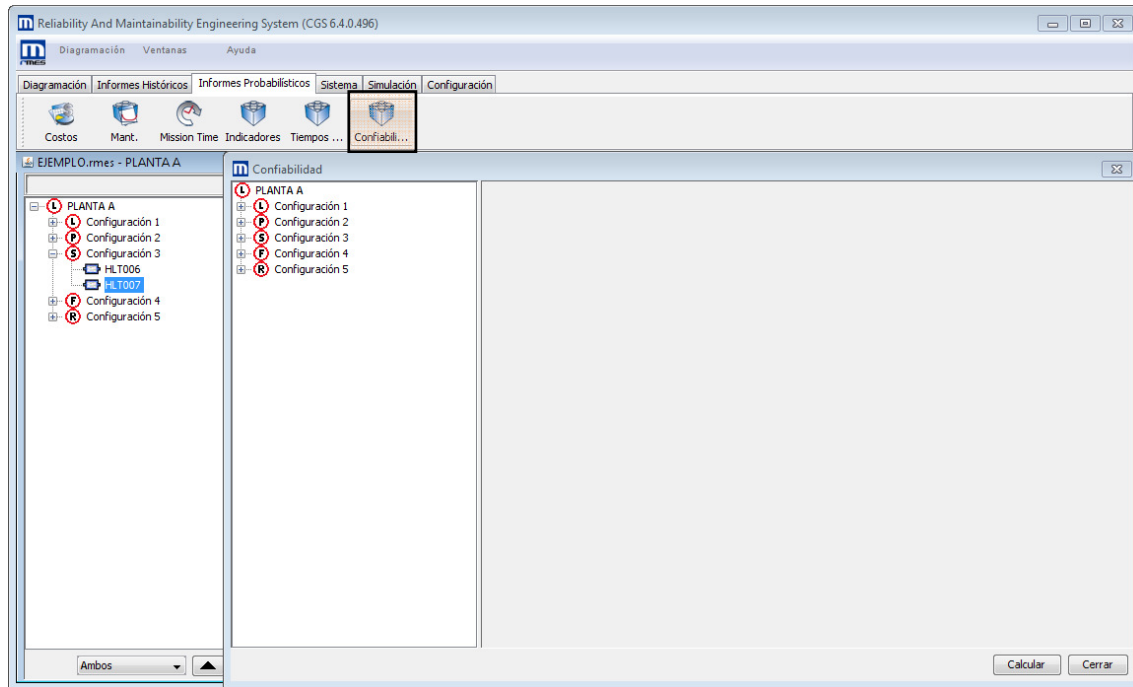 Reliability And Maintainability Engineering System (CGS 6.4.0.496)
Diagramación Ventanas Ayuda
rmes
Diagramación Informes Históricos Informes Probabilísticos Sistema Simulación Configuración
Costos Mant. Mission Time Indicadores Tiempos ... Confiabili...
EJEMPLO.rmes - PLANTA A
PLANTA A
Configuración 1
Configuración 2
Configuración 3
HLT006
HLT007
Configuración 4
Configuración 5
Ambos
Confiabilidad
PLANTA A
Configuración 1
Configuración 2
Configuración 3
Configuración 4
Configuración 5
Calcular Cerrar